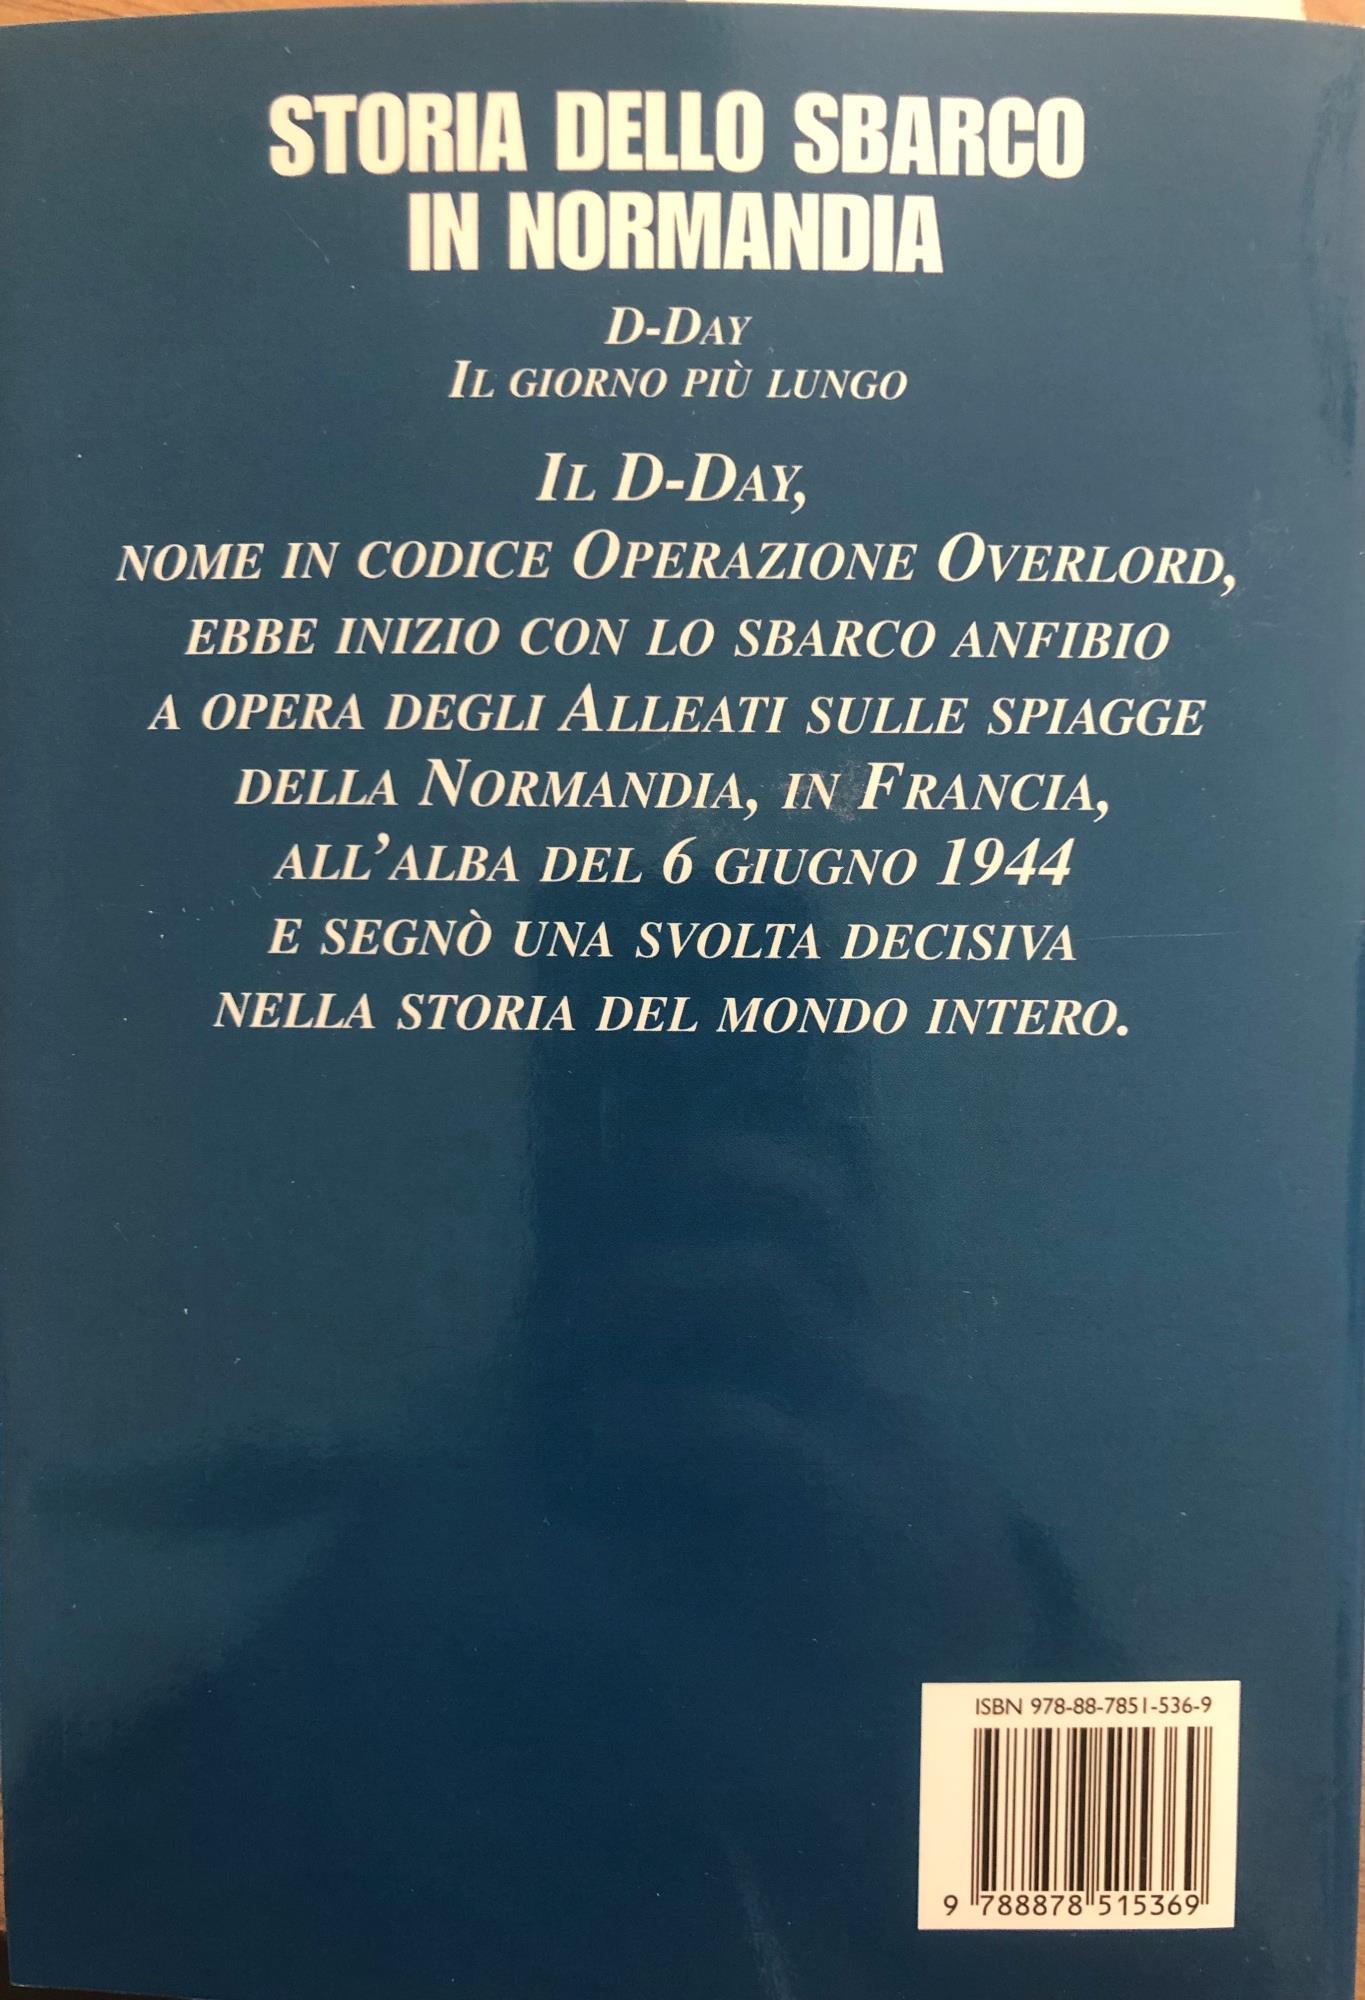 STORIA DELLO SBARCO
IN NORMANDIA
D-DAY
IL GIORNO PIÙ LUNGO
IL D-DAY,
NOME IN CODICE OPERAZIONE OVERLORD,
EBBE INIZIO CON LO SBARCO ANFIBIO
A OPERA DEGLI ALLEATI SULLE SPIAGGE
DELLA NORMANDIA, IN FRANCIA,
ALL'ALBA DEL 6 GIUGNO 1944
E SEGNÒ UNA SVOLTA DECISIVA
NELLA STORIA DEL MONDO INTERO.
ISBN 978-88-7851-536-9
9 788878 515369